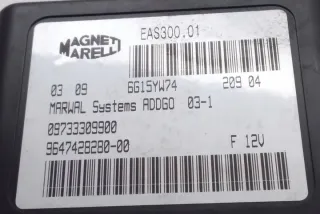 MAGNETI MARELLI
EAS300.01
03 09 6G15YW74 209 04
MARWAL Systems ADDGO 03-1
09733309900
9647428280-00 F 12V